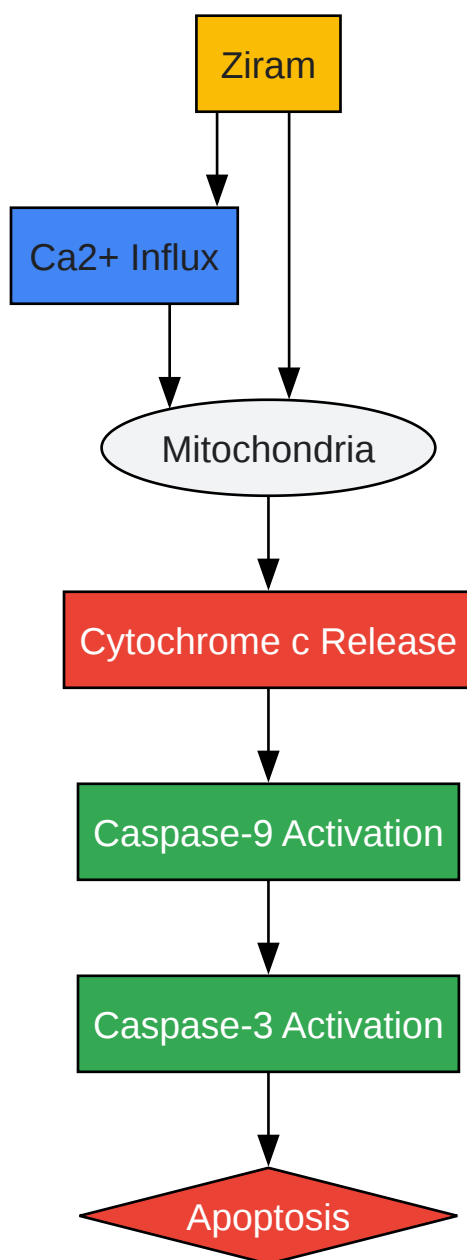 Ziram
Ca2+ Influx
Mitochondria
Cytochrome c Release
Caspase-9 Activation
Caspase-3 Activation
Apoptosis